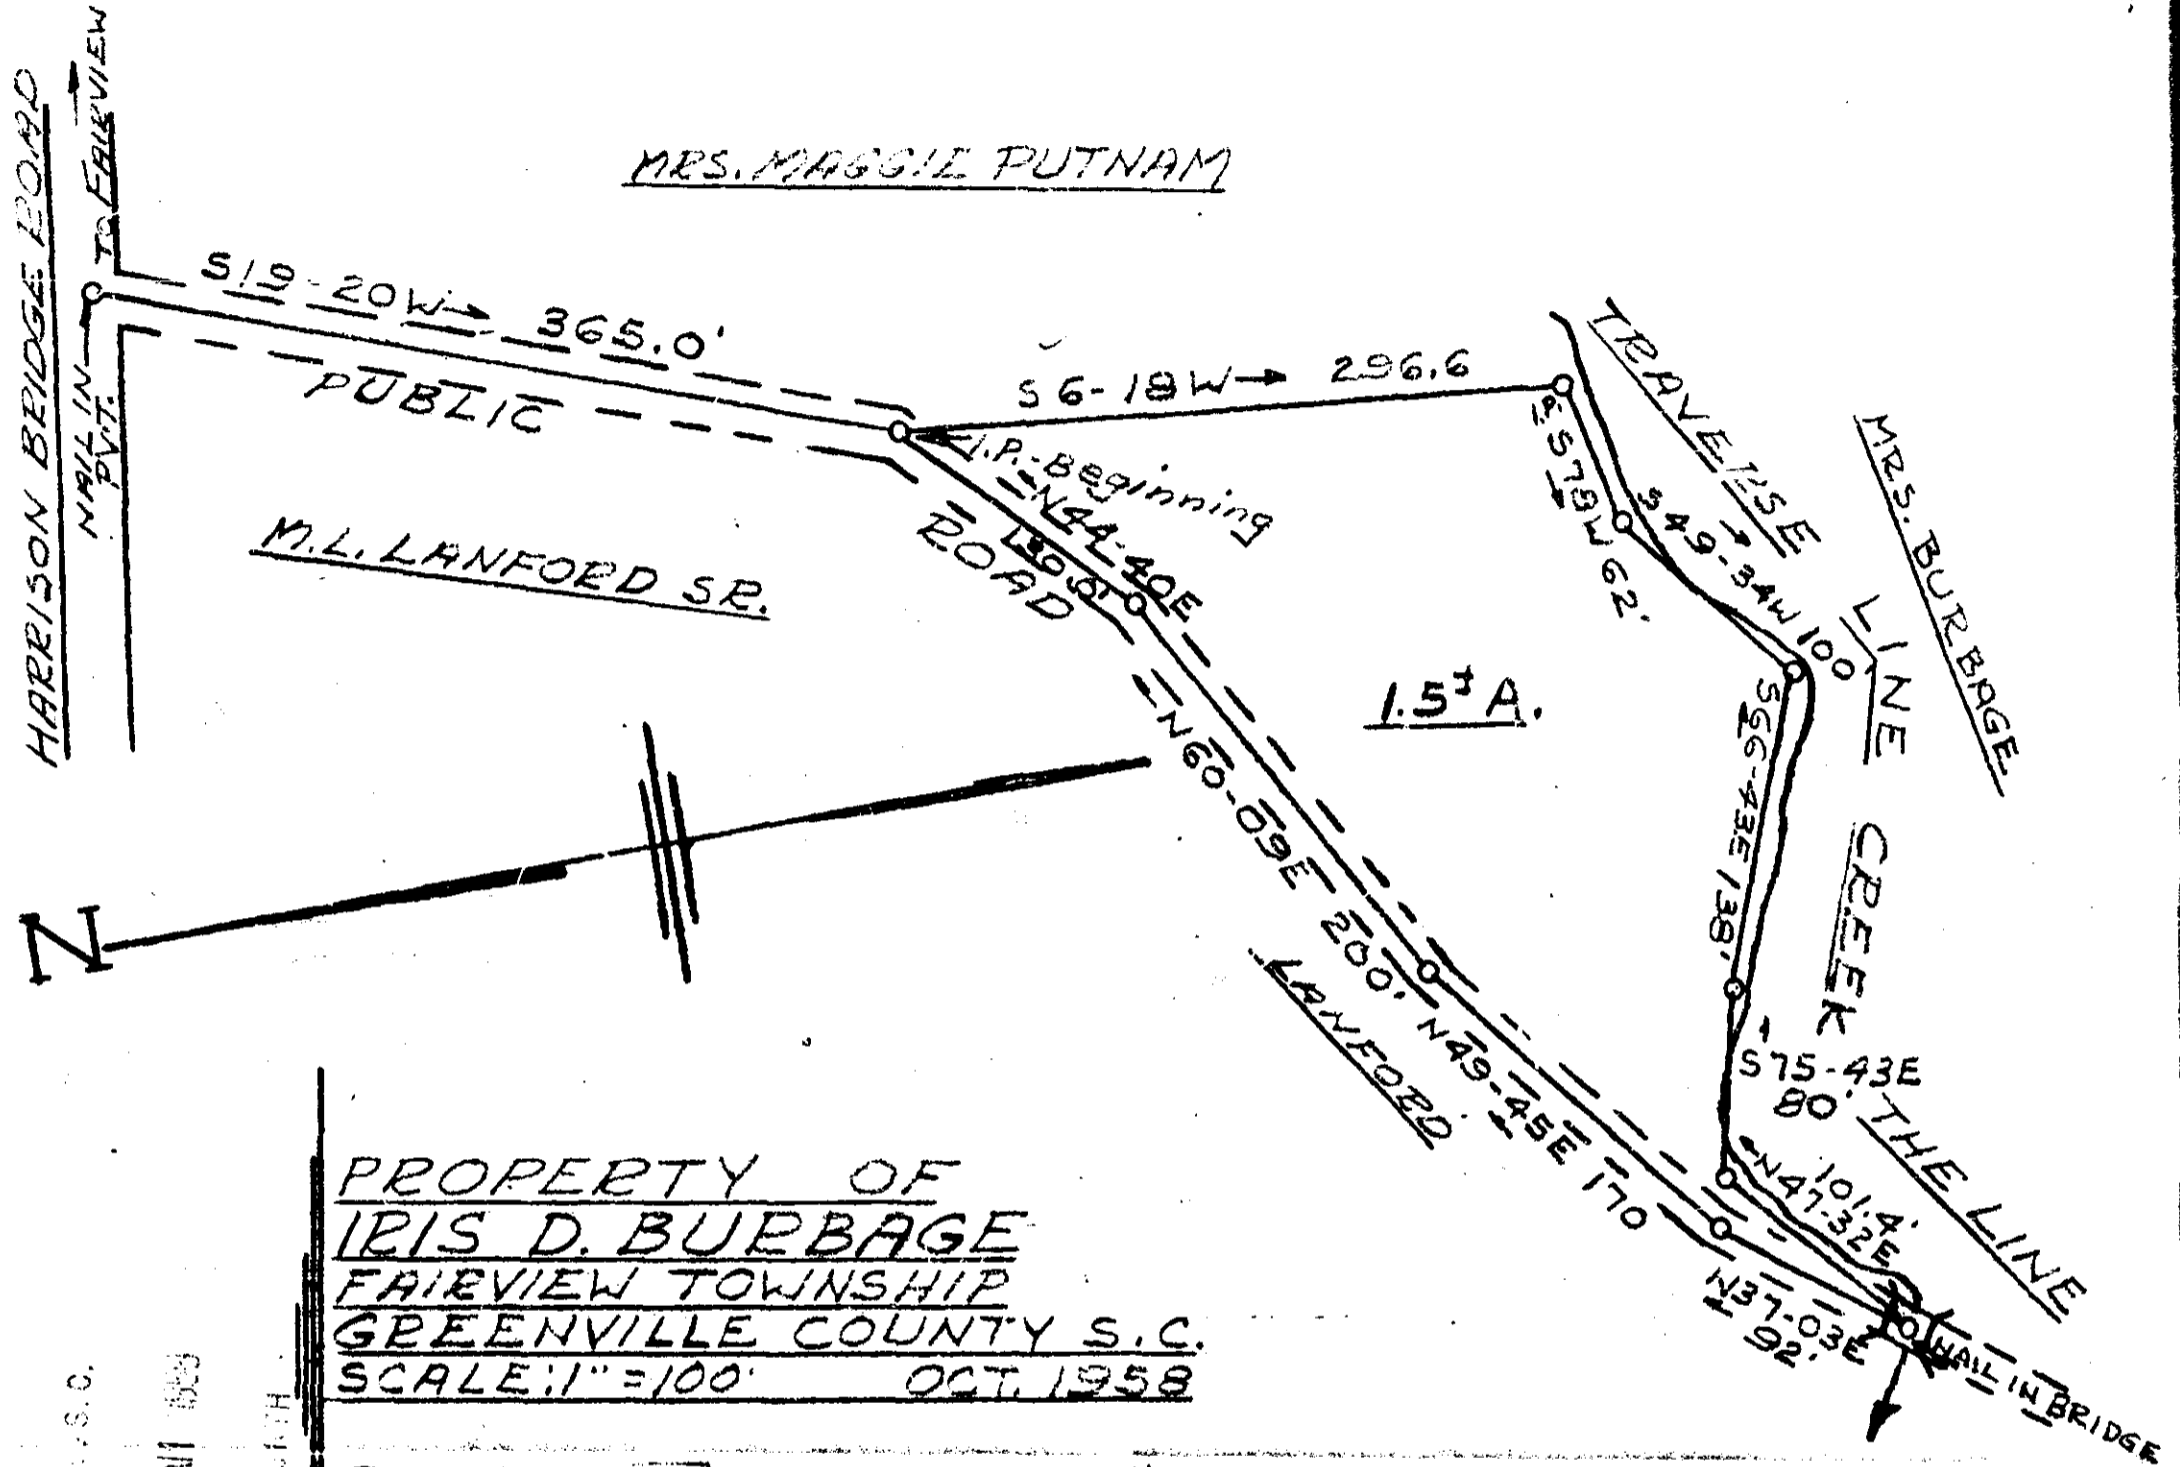 HARRISON BRIDGE ROAD
NAIL IN
PVT.
TO FAIRVIEW
MRS. MAGGIE PUTNAM
S19-20W 365.0'
PUBLIC
ROAD
M.L. LANFORD SR.
S6-18W 296.6
I.P.-Beginning
N44-40E
I.P.
S78W 62'
TRAVERSE
LINE
S49-34W 100'
MRS. BURBAGE
1.5± A.
S66-43E 138'
CREEK
N60-09E 200'
LANFORD
N49-45E 170
S75-43E
80'
THE LINE
101.4'
N47-32E
N37-03E
92'
NAIL IN BRIDGE
N
PROPERTY OF
IRIS D. BURBAGE
FAIRVIEW TOWNSHIP
GREENVILLE COUNTY S.C.
SCALE: 1" = 100' OCT. 1958
S.C.